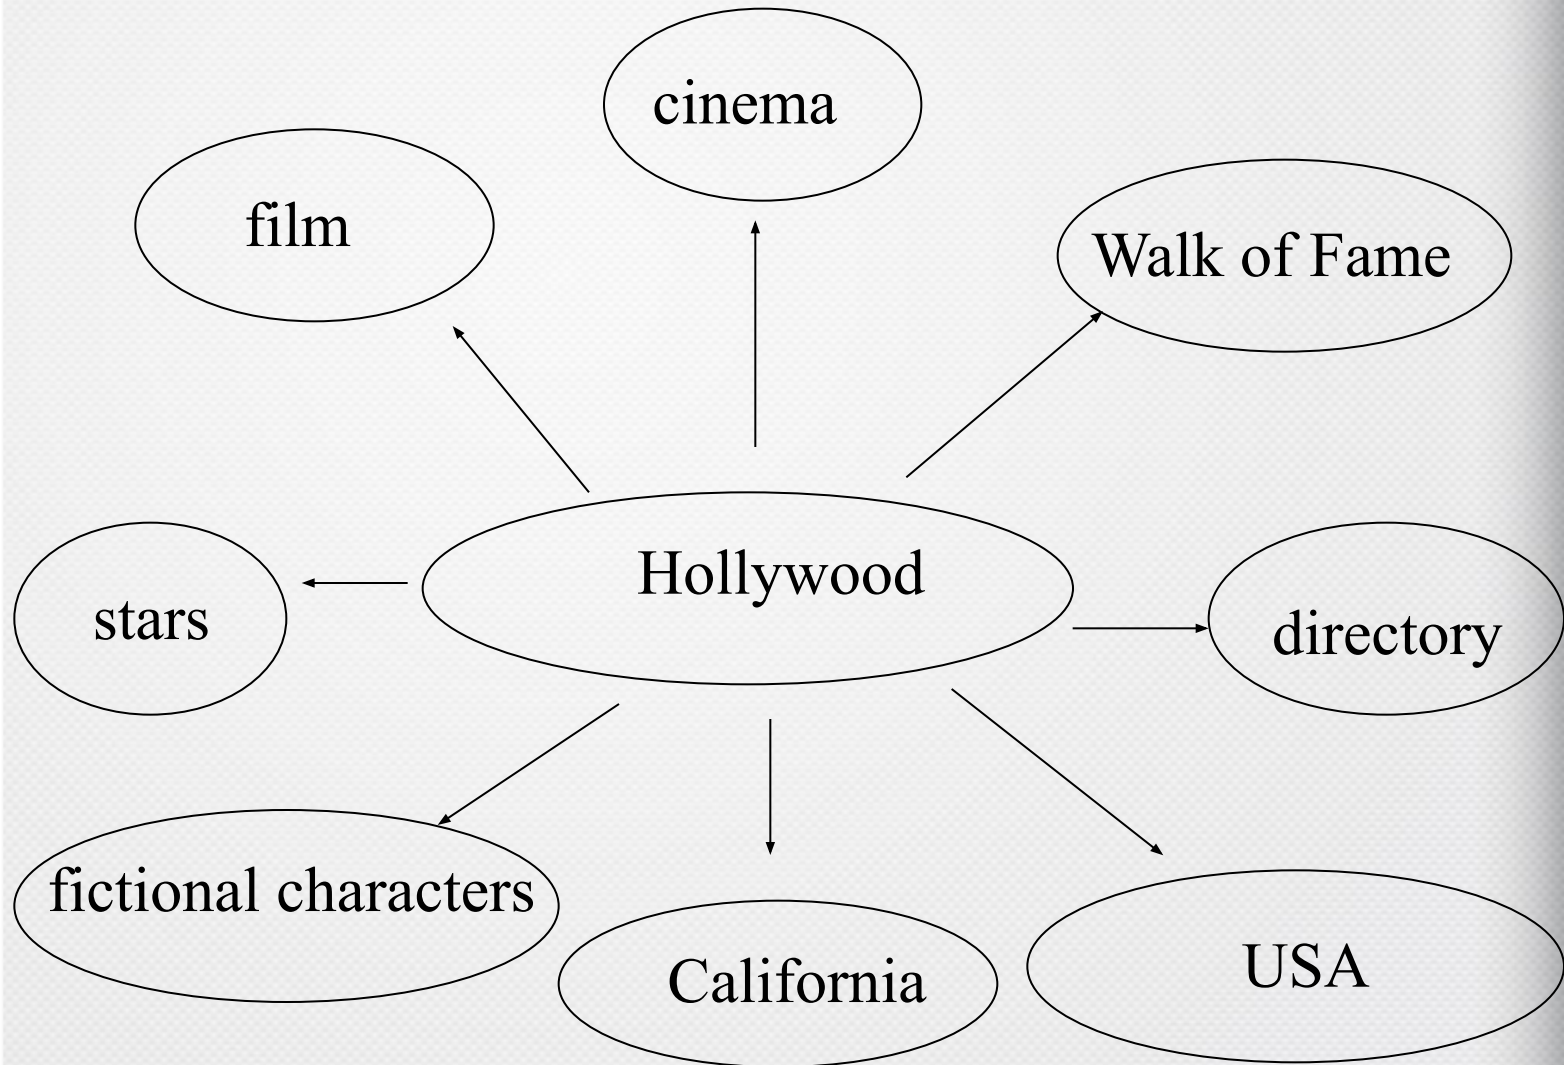 cinema
film
Walk of Fame
Hollywood
stars
directory
fictional characters
California
USA